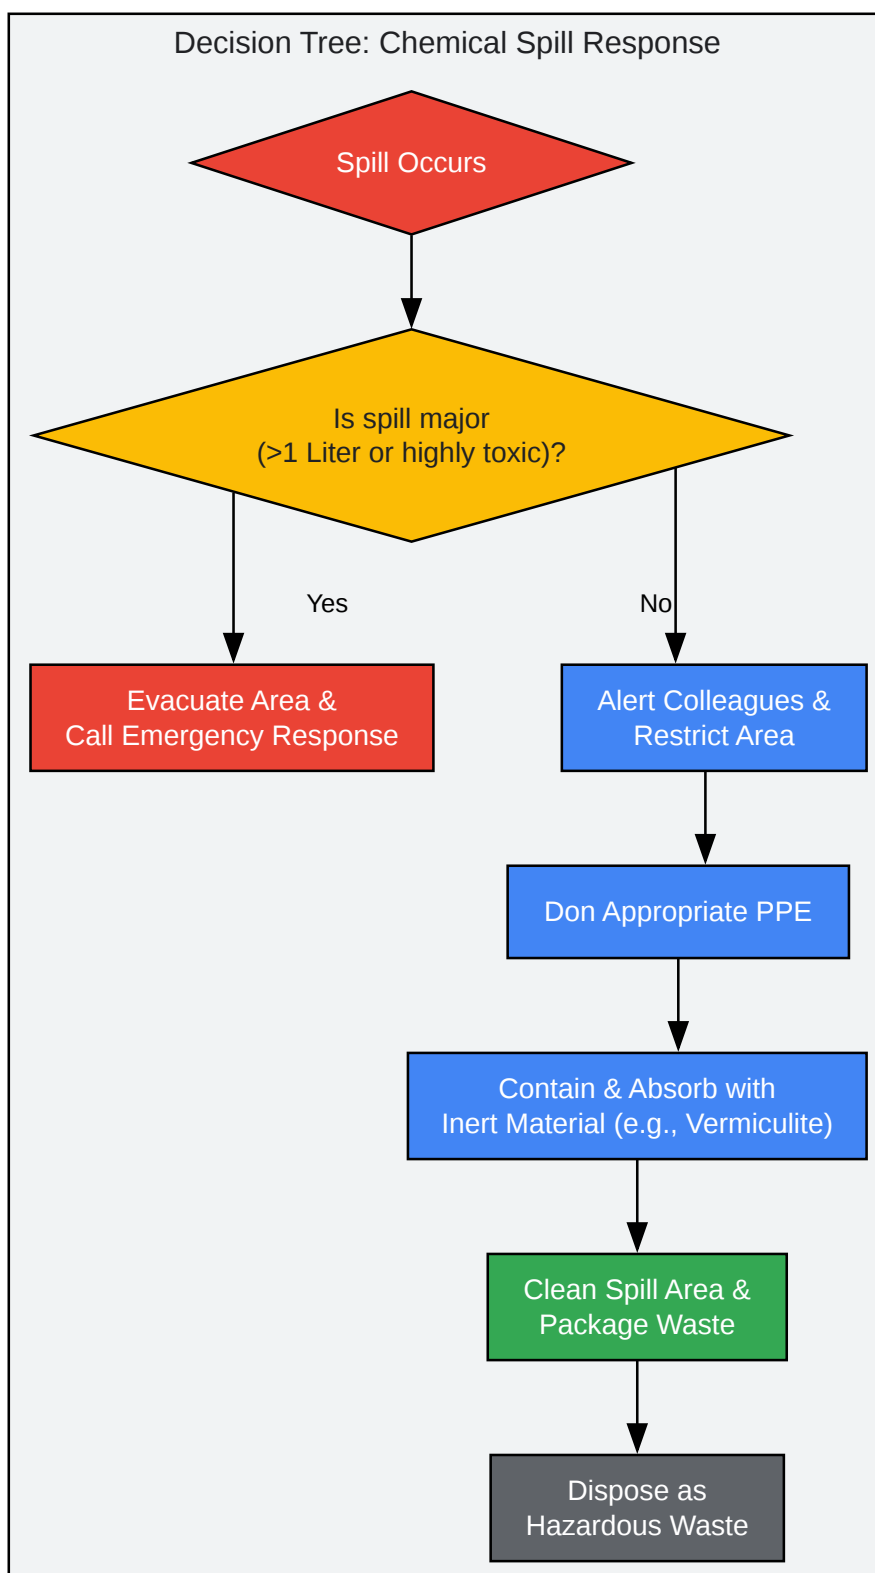 Decision Tree: Chemical Spill Response
Spill Occurs
Is spill major
(>1 Liter or highly toxic)?
Yes
No
Evacuate Area &
Call Emergency Response
Alert Colleagues &
Restrict Area
Don Appropriate PPE
Contain & Absorb with
Inert Material (e.g., Vermiculite)
Clean Spill Area &
Package Waste
Dispose as
Hazardous Waste